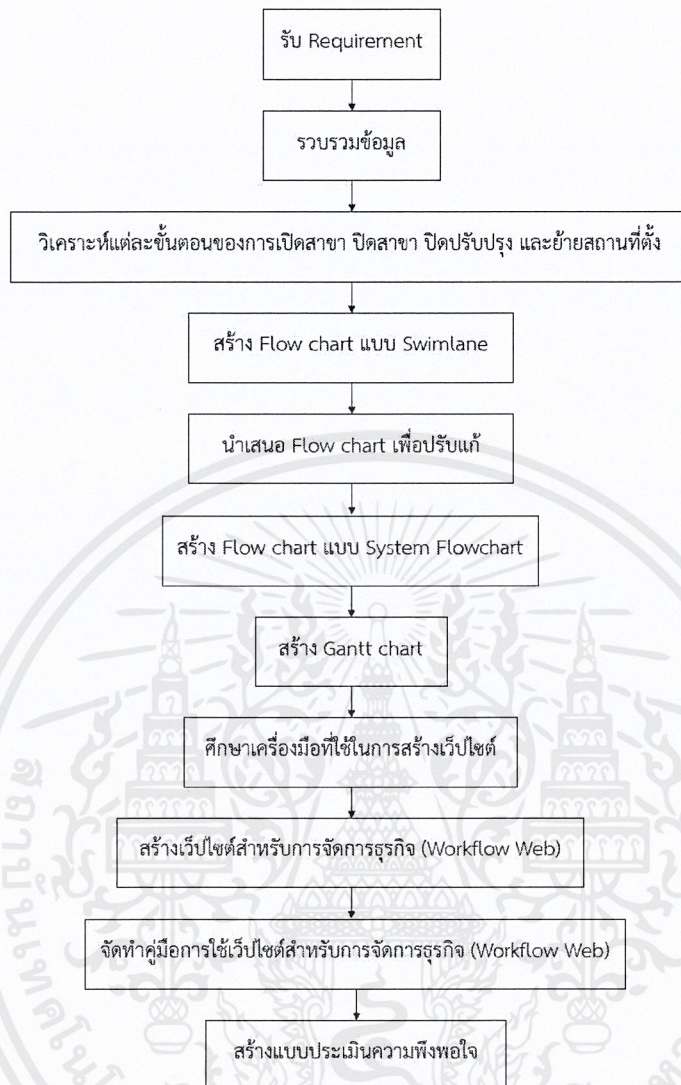 รับ Requirement
รวบรวมข้อมูล
วิเคราะห์แต่ละขั้นตอนของการเปิดสาขา ปิดสาขา ปิดปรับปรุง และย้ายสถานที่ตั้ง
สร้าง Flow chart แบบ Swimlane
นำเสนอ Flow chart เพื่อปรับแก้
สร้าง Flow chart แบบ System Flowchart
สร้าง Gantt chart
ศึกษาเครื่องมือที่ใช้ในการสร้างเว็ปไซต์
สร้างเว็ปไซต์สำหรับการจัดการธุรกิจ (Workflow Web)
จัดทำคู่มือการใช้เว็ปไซต์สำหรับการจัดการธุรกิจ (Workflow Web)
สร้างแบบประเมินความพึงพอใจ
สถาบันเทคโน